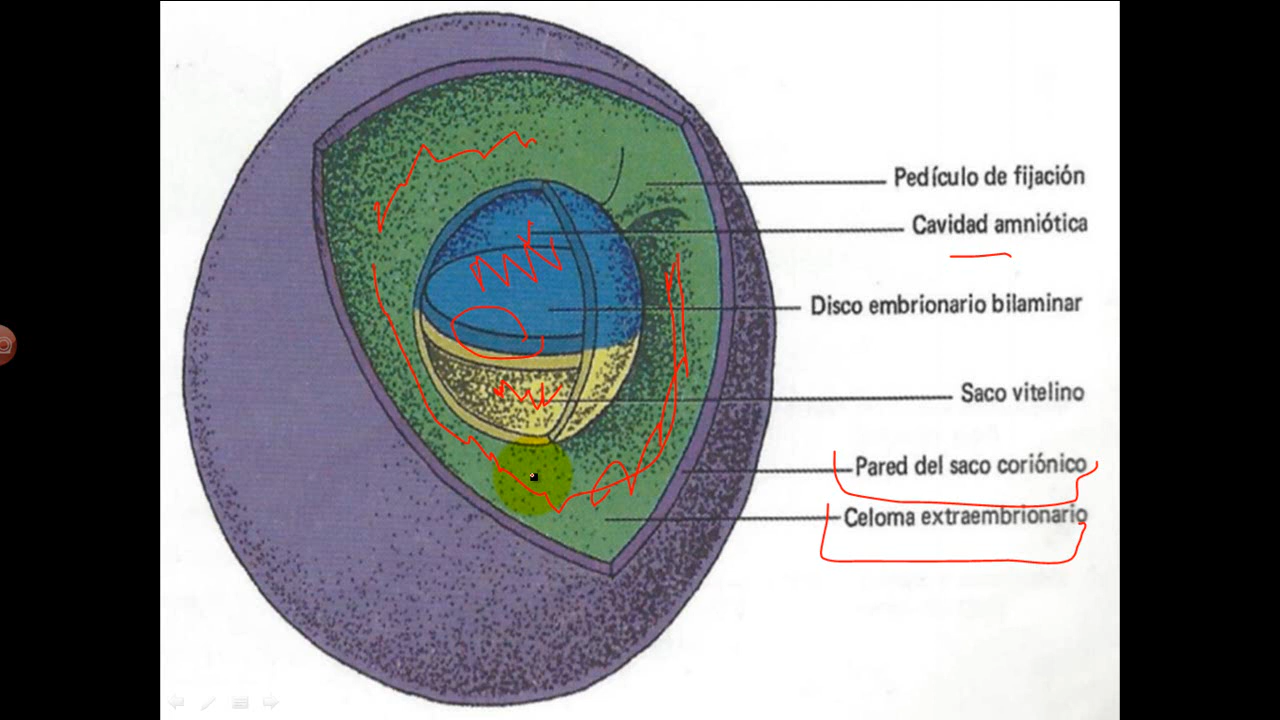 Pedículo de fijación
Cavidad amniótica
Disco embrionario bilaminar
Saco vitelino
Pared del saco coriónico
Celoma extraembrionario